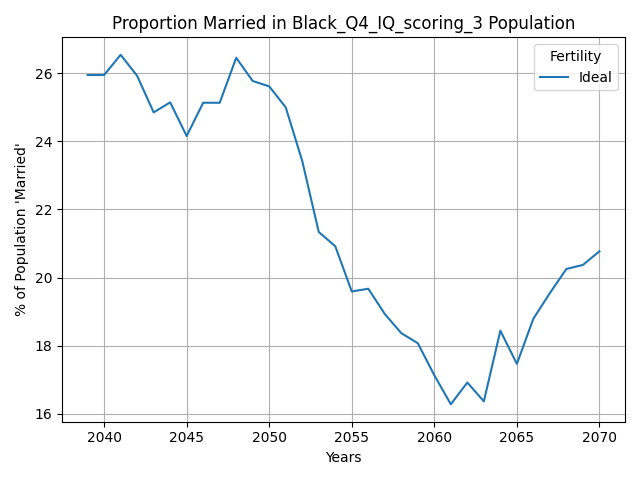 Proportion Married in Black_Q4_IQ_scoring_3 Population
Fertility
Ideal
% of Population 'Married'
26
24
22
20
18
16
2040 2045 2050 2055 2060 2065 2070
Years